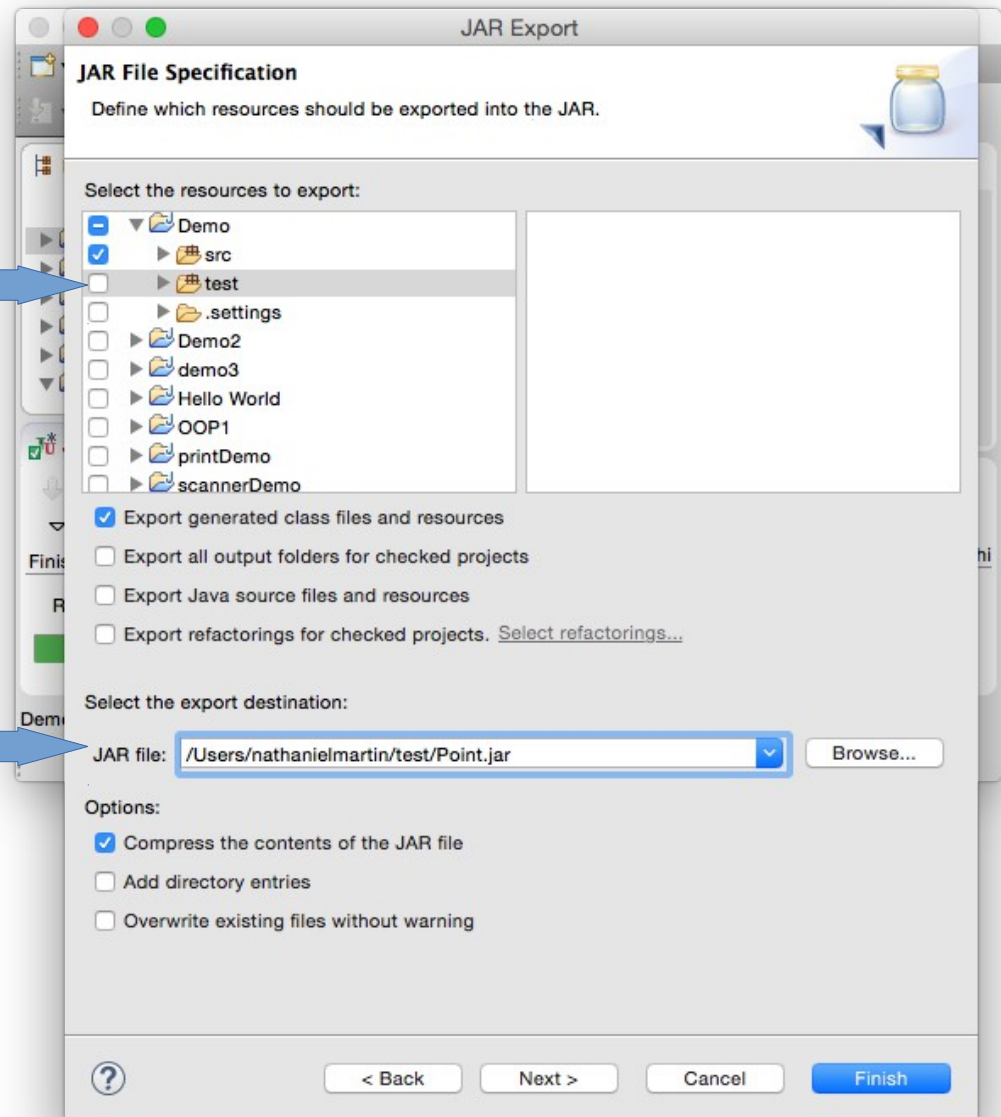 JAR Export
JAR File Specification
Define which resources should be exported into the JAR.
Select the resources to export:
Demo
src
test
.settings
Demo2
demo3
Hello World
OOP1
printDemo
scannerDemo
Export generated class files and resources
Export all output folders for checked projects
Export Java source files and resources
Export refactorings for checked projects. Select refactorings...
Select the export destination:
JAR file: /Users/nathanielmartin/test/Point.jar Browse...
Options:
Compress the contents of the JAR file
Add directory entries
Overwrite existing files without warning
? < Back Next > Cancel Finish